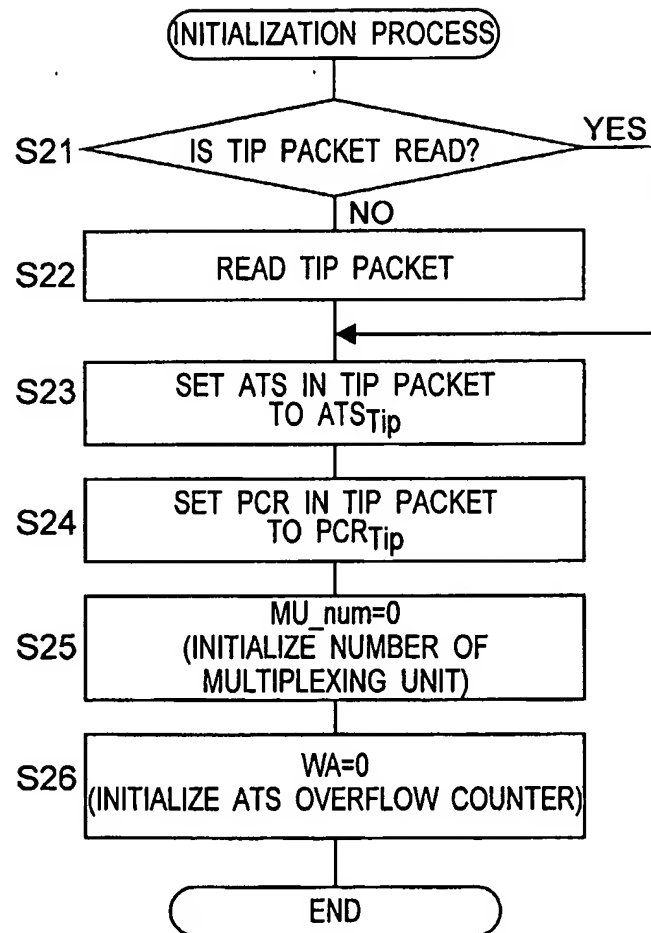 INITIALIZATION PROCESS
S21
IS TIP PACKET READ?
YES
NO
S22
READ TIP PACKET
S23
SET ATS IN TIP PACKET
TO ATSTip
S24
SET PCR IN TIP PACKET
TO PCRTip
S25
MU_num=0
(INITIALIZE NUMBER OF
MULTIPLEXING UNIT)
S26
WA=0
(INITIALIZE ATS OVERFLOW COUNTER)
END